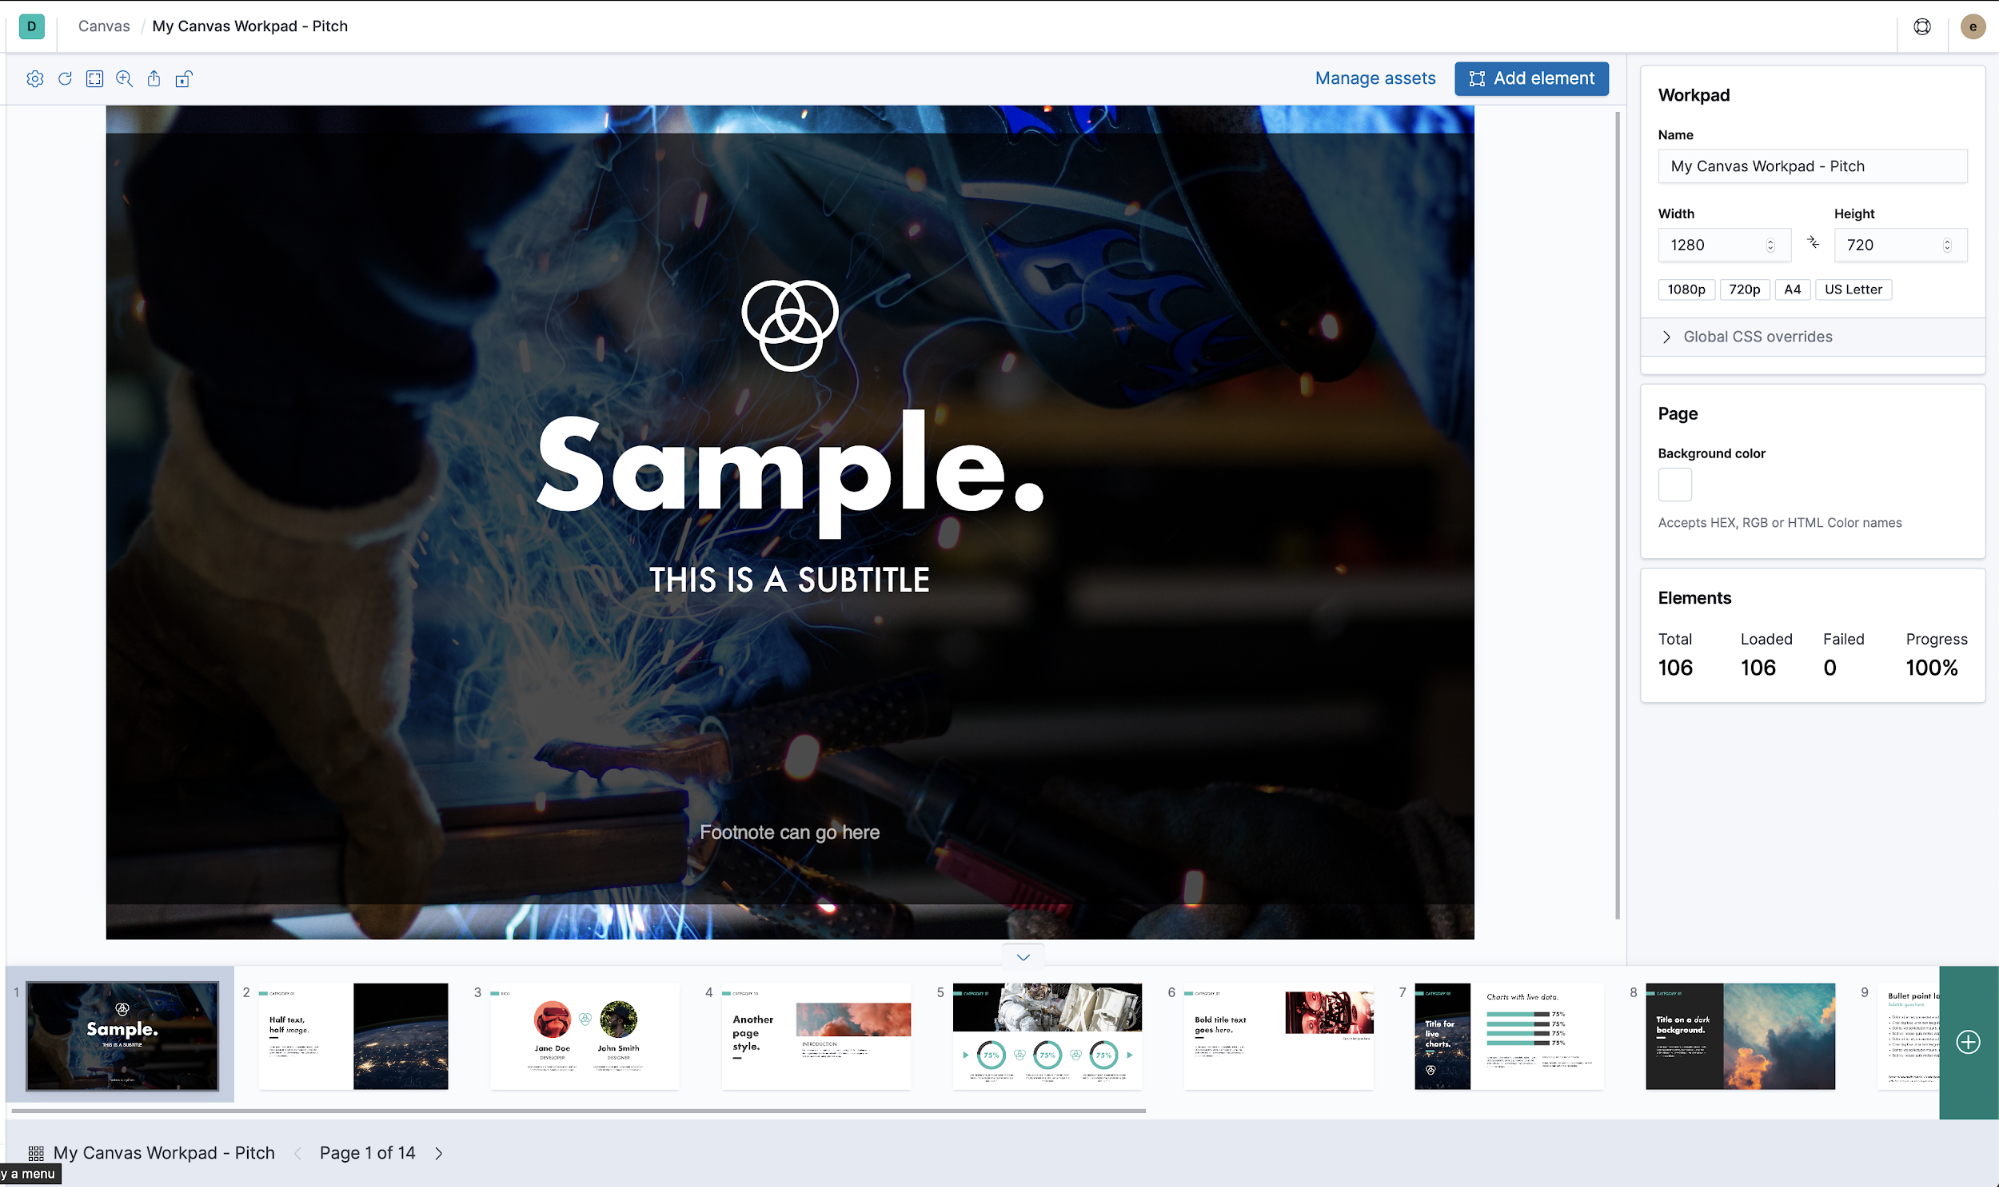 D
Canvas / My Canvas Workpad - Pitch
e
Manage assets
Add element
Sample.
THIS IS A SUBTITLE
Footnote can go here
Workpad
Name
My Canvas Workpad - Pitch
Width Height
1280 720
1080p 720p A4 US Letter
Global CSS overrides
Page
Background color
Accepts HEX, RGB or HTML Color names
Elements
Total Loaded Failed Progress
106 106 0 100%
1
Sample.
THIS IS A SUBTITLE
2
Half text,
half image.
3
Jane Doe John Smith
DEVELOPER DESIGNER
4
Another
page
style.
INTRODUCTION
5
75% 75% 75%
6
Bold title text
goes here.
7
Title for
live
charts.
Charts with live data.
75%
75%
75%
75%
8
Title on a dark
background.
9
Bullet point la
My Canvas Workpad - Pitch
Page 1 of 14
y a menu